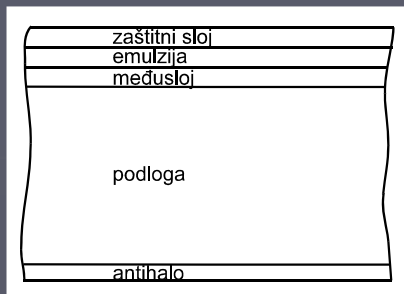 zaštitni sloj
emulzija
međusloj
podloga
antihalo